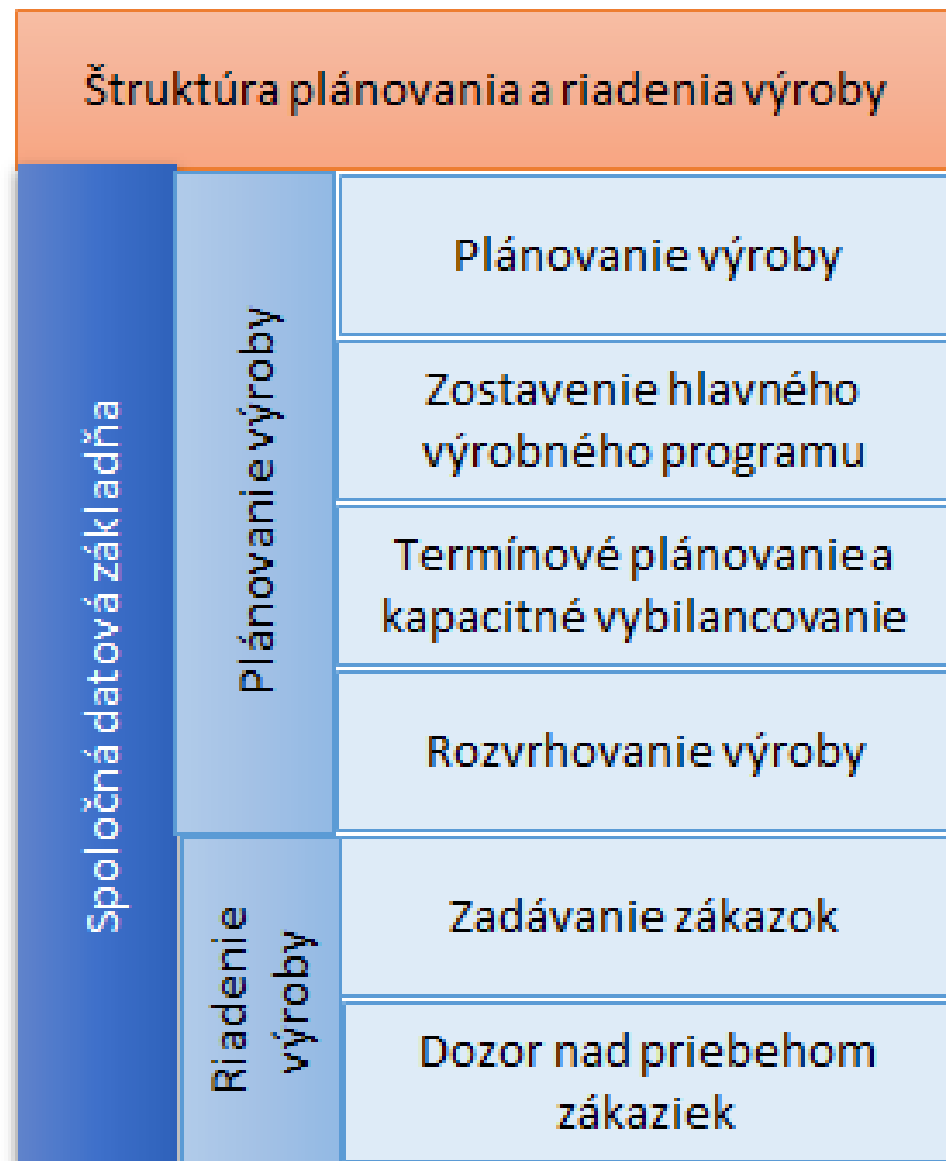 Štruktúra plánovania a riadenia výroby
Spoločná datová základňa
Plánovanie výroby
Plánovanie výroby
Zostavenie hlavného
výrobného programu
Termínové plánovanie a
kapacitné vybilancovanie
Rozvrhovanie výroby
Riadenie
výroby
Zadávanie zákazok
Dozor nad priebehom
zákaziek